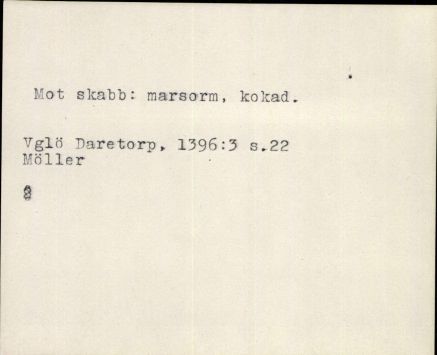 Mot skabb: marsorm, kokad.
Vglö Daretorp, 1396:3 s.22
Möller